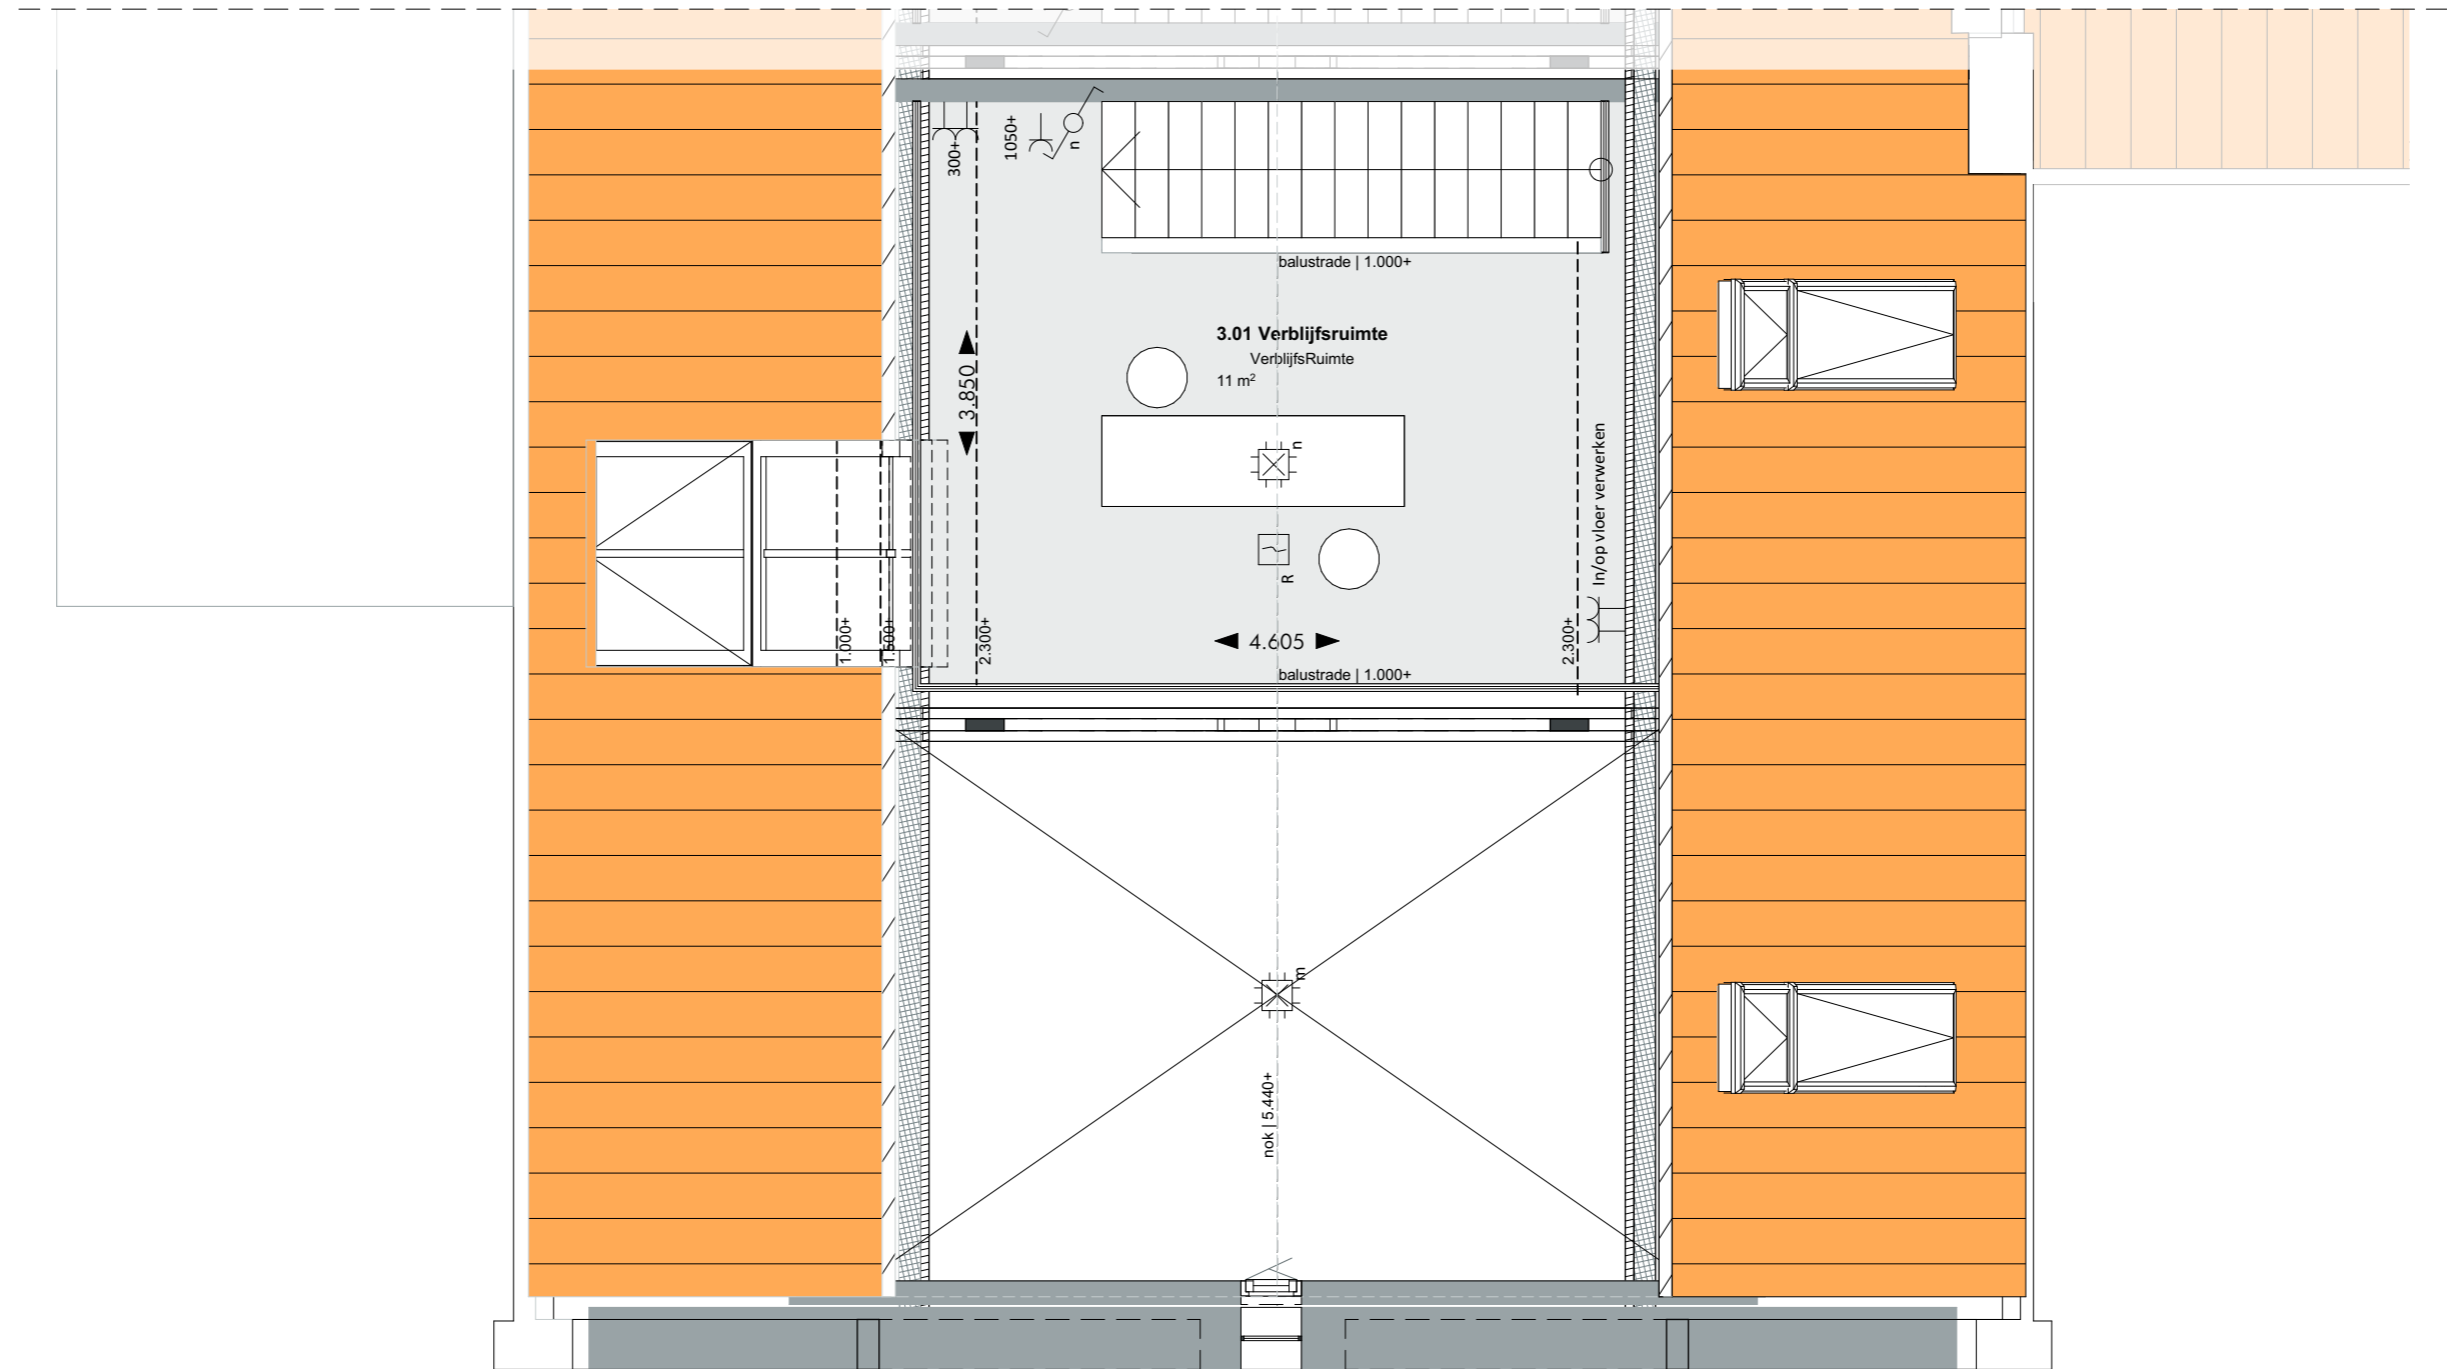 300+
1050+
n
balustrade | 1.000+
3.01 Verblijfsruimte
VerblijfsRuimte
11 m²
3.850
n
In/op vloer verwerken
R
1.000+
1.500+
2.300+
4.605
2.300+
balustrade | 1.000+
m
nok | 5.440+